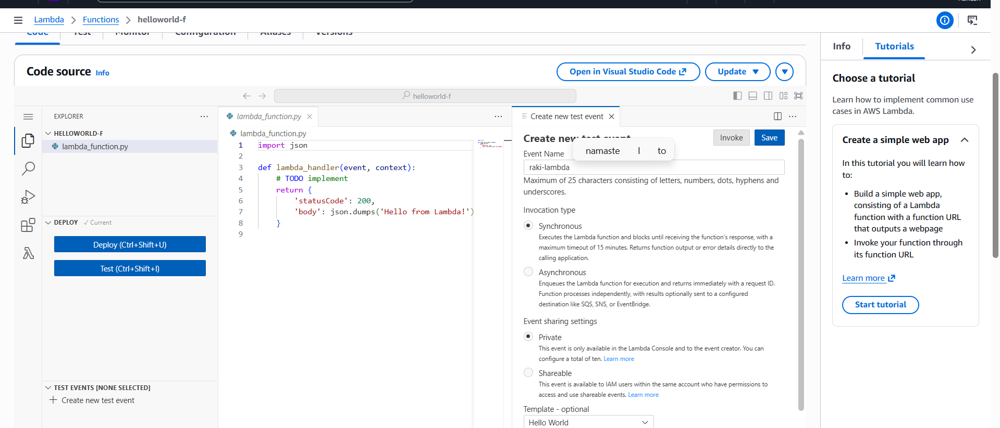 Lambda > Functions > helloworld-f
Code Test Monitor Configuration Aliases Versions
Code source Info
Open in Visual Studio Code
Update
helloworld-f
EXPLORER
HELLOWORLD-F
lambda_function.py
DEPLOY ✓ Current
Deploy (Ctrl+Shift+U)
Test (Ctrl+Shift+I)
TEST EVENTS [NONE SELECTED]
+ Create new test event
lambda_function.py
lambda_function.py
1 import json
2
3 def lambda_handler(event, context):
4 # TODO implement
5 return {
6 'statusCode': 200,
7 'body': json.dumps('Hello from Lambda!')
8 }
9
Create new test event
Create new test event
Invoke
Save
namaste I to
Event Name
raki-lambda
Maximum of 25 characters consisting of letters, numbers, dots, hyphens and
underscores.
Invocation type
Synchronous
Executes the Lambda function and blocks until receiving the function's response, with a
maximum timeout of 15 minutes. Returns function output or error details directly to the
calling application.
Asynchronous
Enqueues the Lambda function for execution and returns immediately with a request ID.
Function processes independently, with results optionally sent to a configured
destination like SQS, SNS, or EventBridge.
Event sharing settings
Private
This event is only available in the Lambda Console and to the event creator. You can
configure a total of ten. Learn more
Shareable
This event is available to IAM users within the same account who have permissions to
access and use shareable events. Learn more
Template - optional
Hello World
Info
Tutorials
Choose a tutorial
Learn how to implement common use
cases in AWS Lambda.
Create a simple web app
In this tutorial you will learn how
to:
• Build a simple web app,
consisting of a Lambda
function with a function URL
that outputs a webpage
• Invoke your function through
its function URL
Learn more
Start tutorial